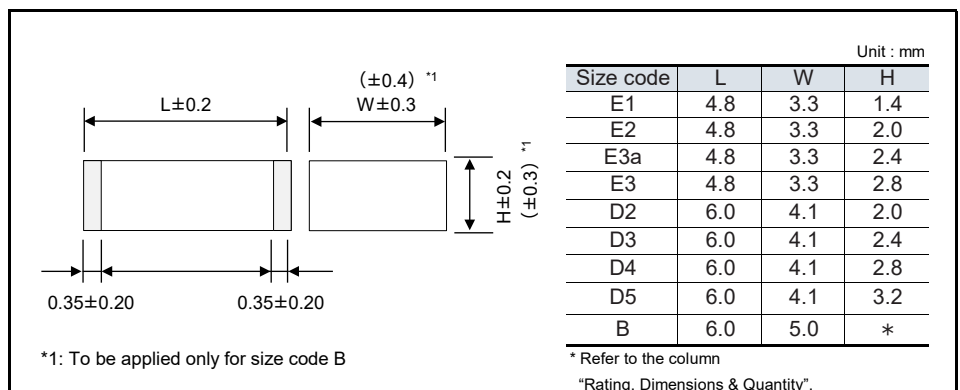 Unit : mm
(±0.4) *1
W±0.3
L±0.2
H±0.2
(±0.3) *1
0.35±0.20 0.35±0.20
*1: To be applied only for size code B
Size code L W H
E1 4.8 3.3 1.4
E2 4.8 3.3 2.0
E3a 4.8 3.3 2.4
E3 4.8 3.3 2.8
D2 6.0 4.1 2.0
D3 6.0 4.1 2.4
D4 6.0 4.1 2.8
D5 6.0 4.1 3.2
B 6.0 5.0 *
* Refer to the column
“Rating, Dimensions & Quantity”.